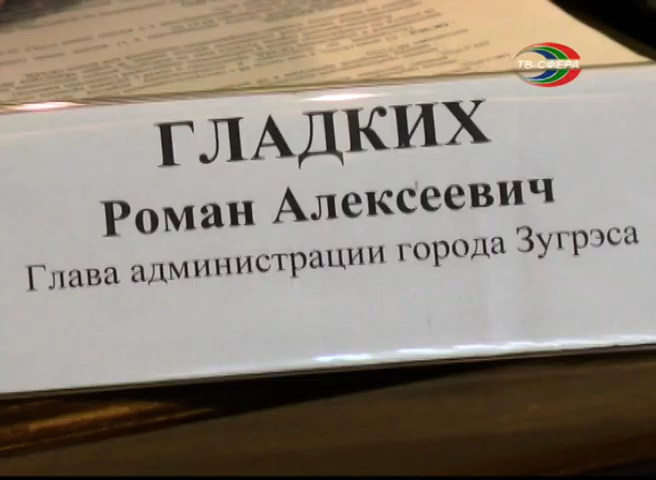 ТВ-СФЕРА
ГЛАДКИХ
Роман Алексеевич
Глава администрации города Зугрэса